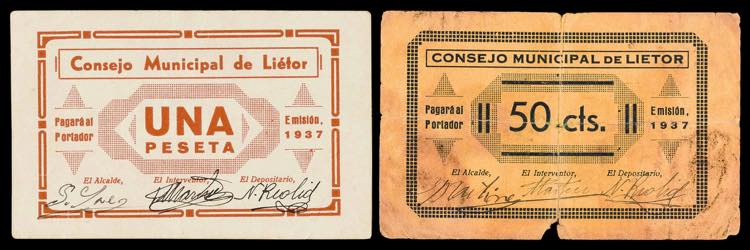 Consejo Municipal de Liétor
Pagará al
Portador
UNA
PESETA
Emisión,
1937
El Alcalde,
El Interventor,
El Depositario,
CONSEJO MUNICIPAL DE LIETOR
Pagará al
Portador
50 cts.
Emisión,
1937
El Alcalde,
El Interventor,
El Depositario,